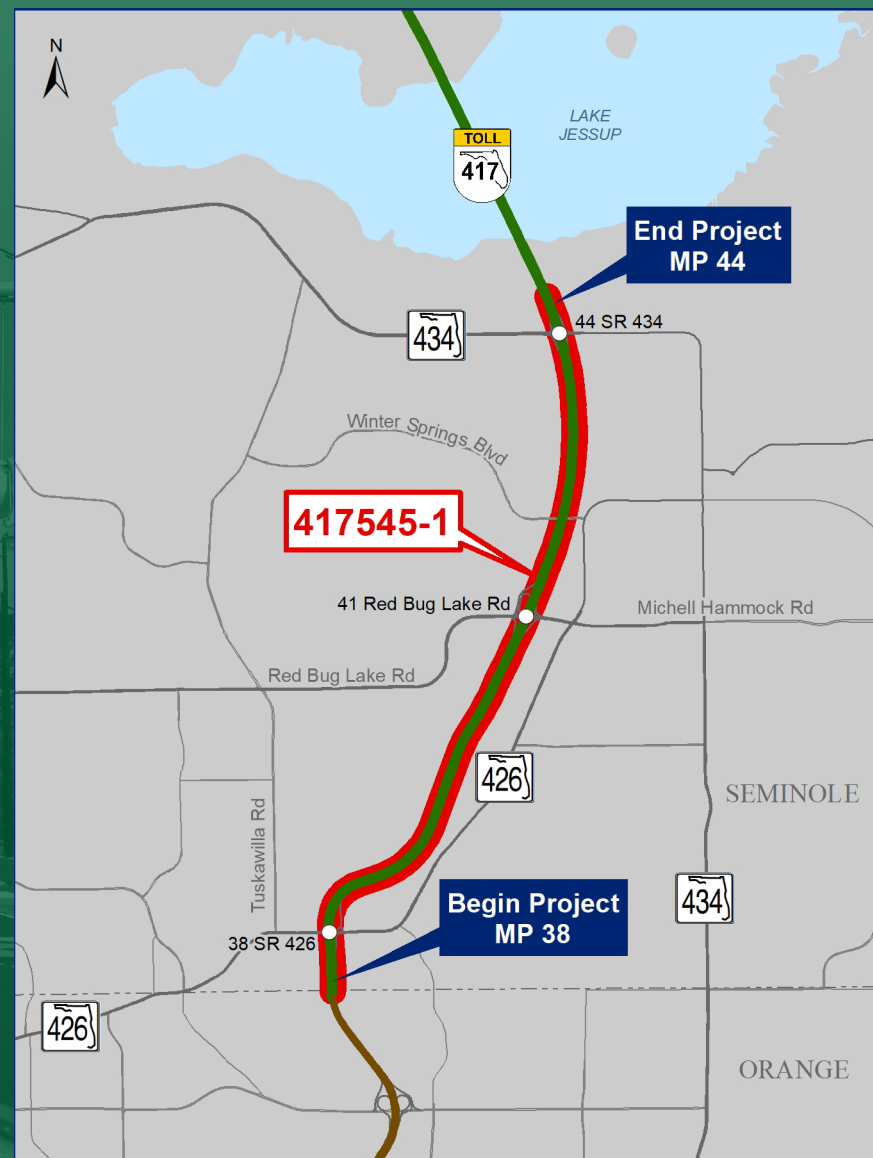 N
LAKE
JESSUP
TOLL
417
End Project
MP 44
434
44 SR 434
Winter Springs Blvd
417545-1
41 Red Bug Lake Rd
Michell Hammock Rd
Red Bug Lake Rd
426
SEMINOLE
Tuskawilla Rd
434
Begin Project
MP 38
38 SR 426
426
ORANGE